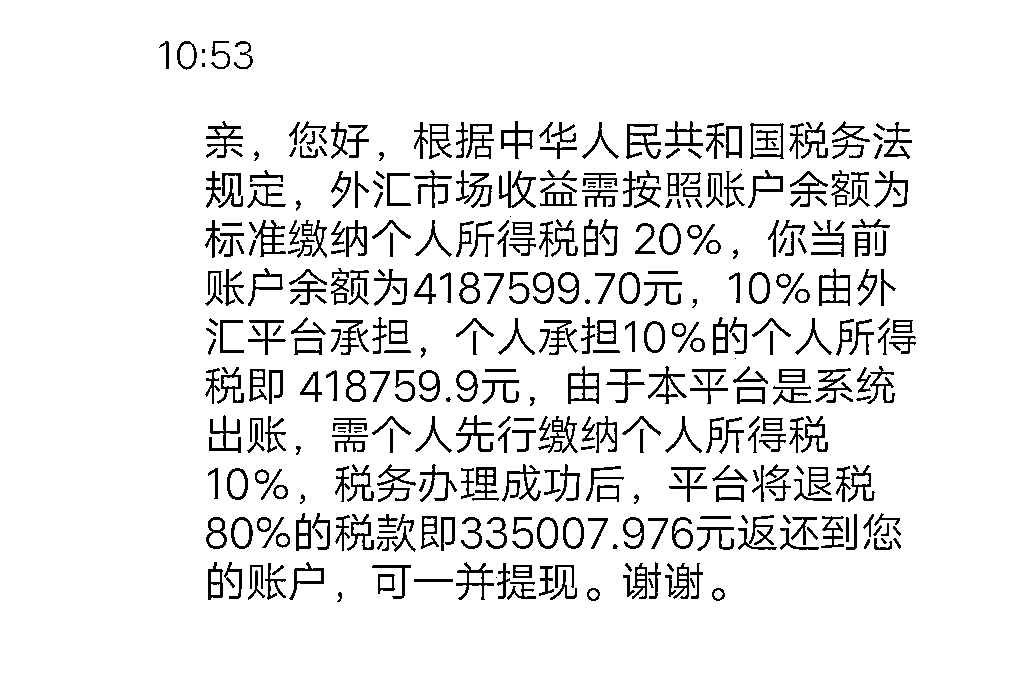 10:53
亲，您好，根据中华人民共和国税务法
规定，外汇市场收益需按照账户余额为
标准缴纳个人所得税的 20%，你当前
账户余额为4187599.70元，10%由外
汇平台承担，个人承担10%的个人所得
税即 418759.9元，由于本平台是系统
出账，需个人先行缴纳个人所得税
10%，税务办理成功后，平台将退税
80%的税款即335007.976元返还到您
的账户，可一并提现。谢谢。